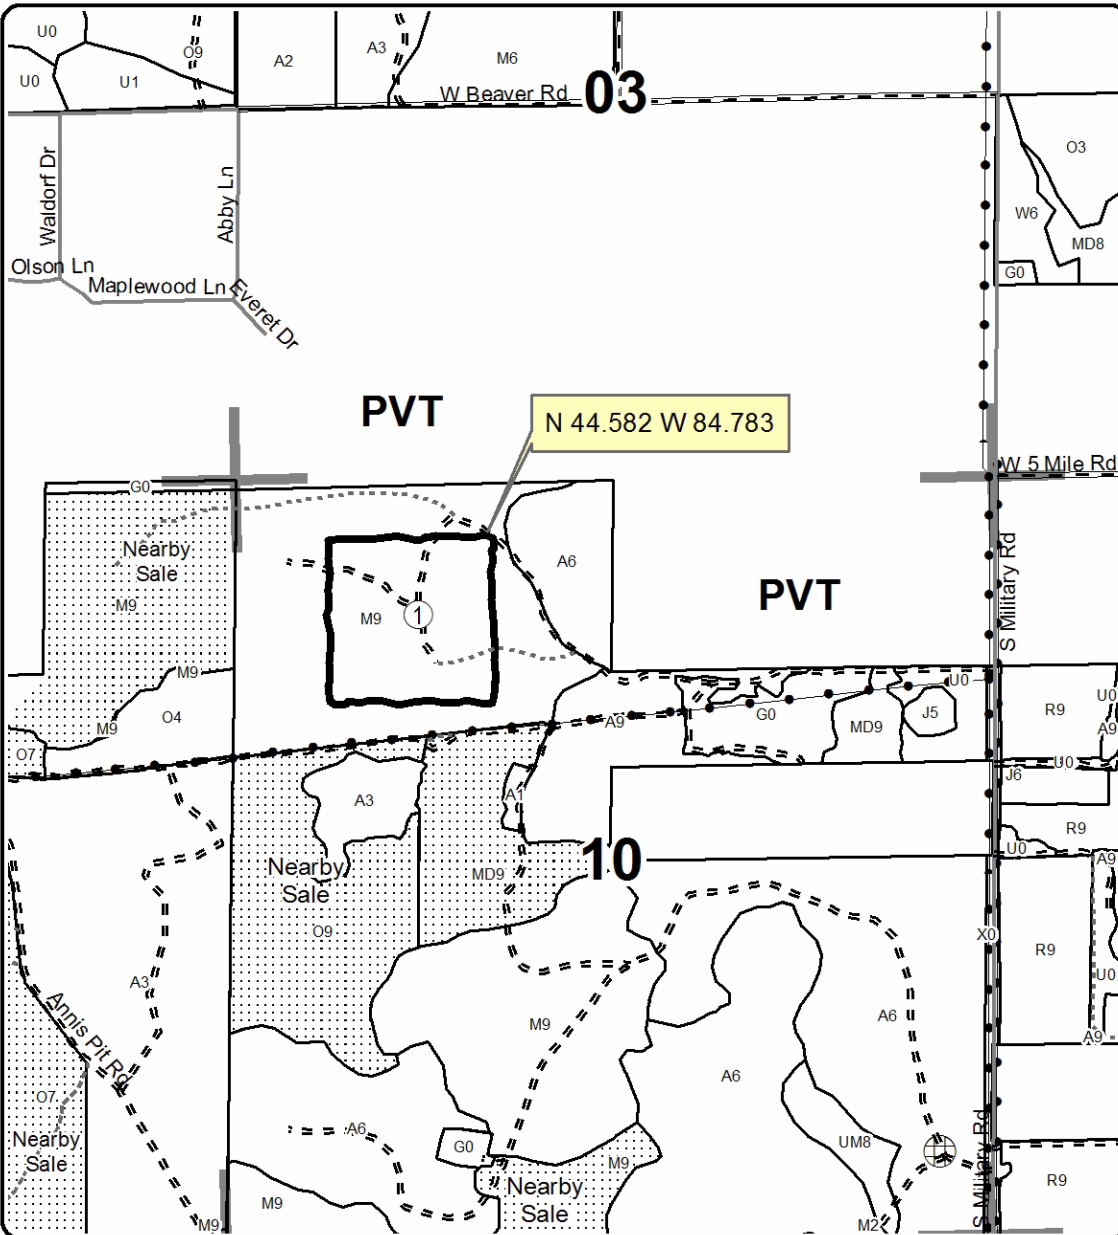 U0
O9
A2
A3
M6
U0
U1
W Beaver Rd
03
O3
Waldorf Dr
Abby Ln
W6
MD8
Olson Ln
G0
Maplewood Ln
Everet Dr
PVT
N 44.582 W 84.783
W 5 Mile Rd
G0
Nearby
Sale
A6
S Military Rd
PVT
M9
M9
1
M9
U0
U0
O4
A9
G0
J5
R9
M9
MD9
A9
O7
U0
J6
A3
A1
R9
U0
10
A9
Nearby
Sale
MD9
O9
X0
R9
U0
A3
M9
A6
A9
Annis Pit Rd
A6
O7
A6
S Military Rd
Nearby
Sale
G0
UM8
M9
Nearby
Sale
R9
M9
M9
M2